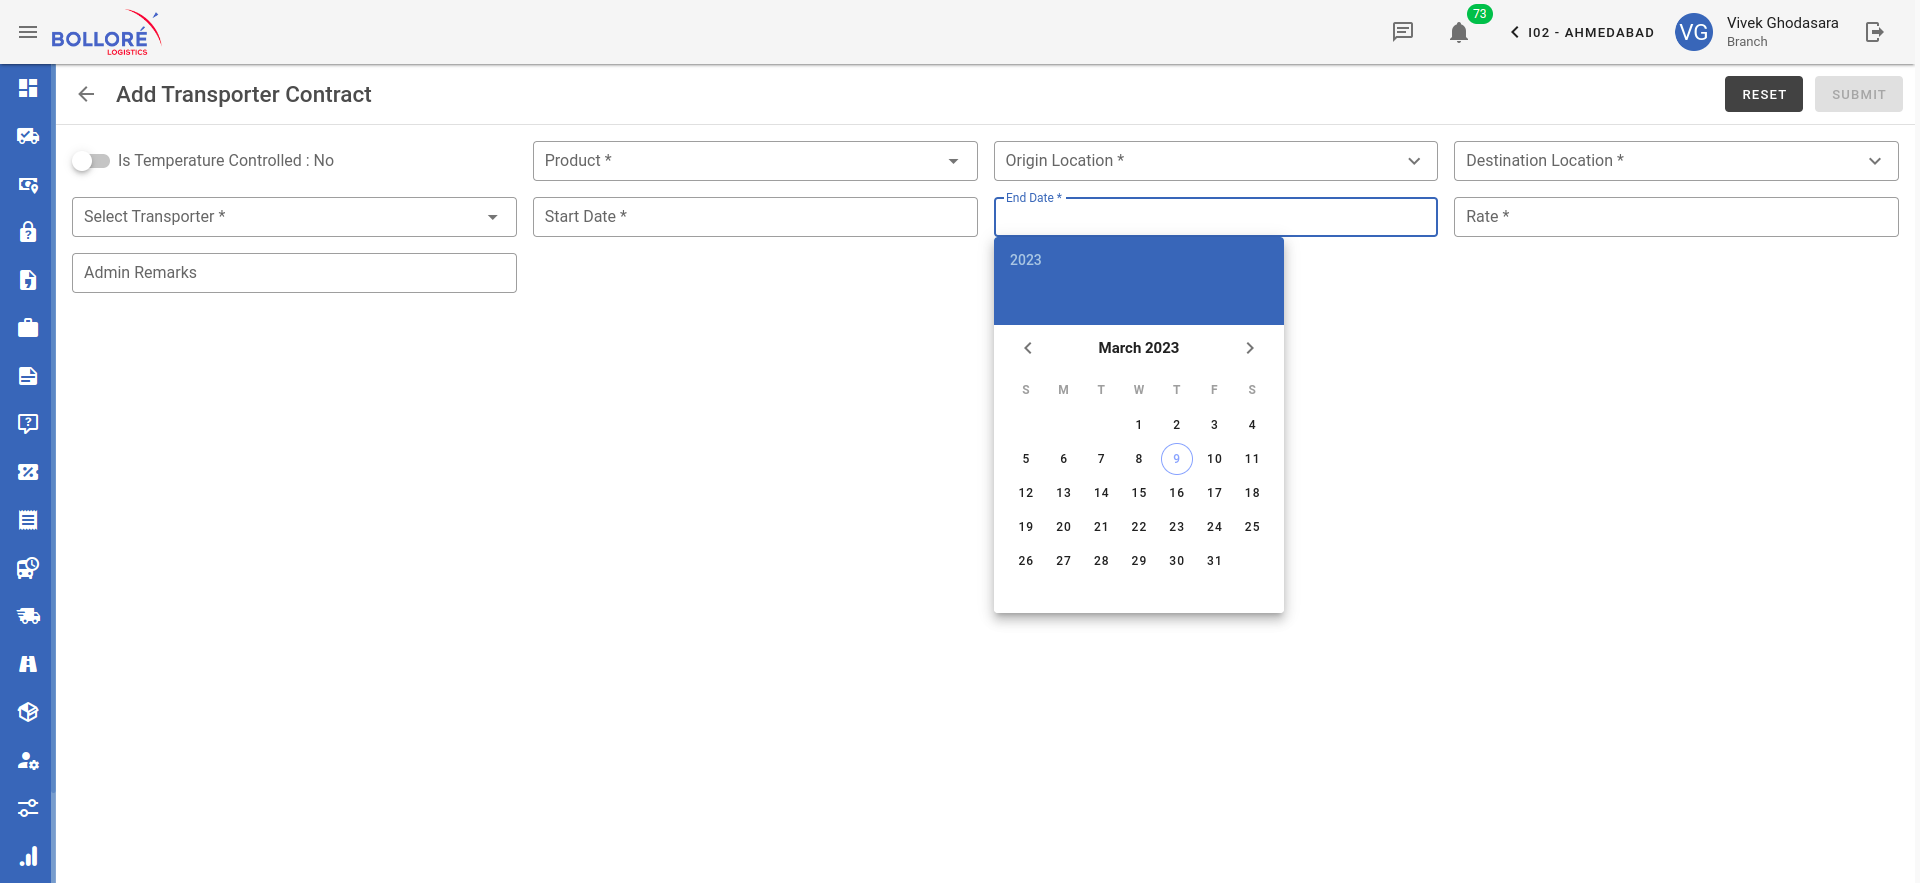 BOLLORÉ
LOGISTICS
73
I02 - AHMEDABAD
VG
Vivek Ghodasara
Branch
Add Transporter Contract
RESET
SUBMIT
Is Temperature Controlled : No
Product *
Origin Location *
Destination Location *
Select Transporter *
Start Date *
End Date *
Rate *
Admin Remarks
2023
March 2023
S M T W T F S
1 2 3 4
5 6 7 8 9 10 11
12 13 14 15 16 17 18
19 20 21 22 23 24 25
26 27 28 29 30 31